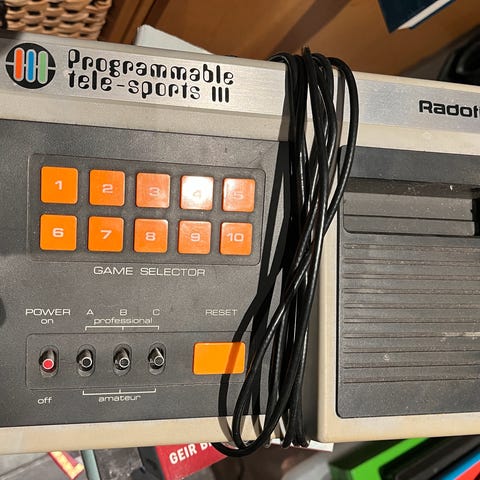 Programmable
tele-sports III
Radof
1 2 3 4 5
6 7 8 9 10
GAME SELECTOR
POWER
on
A B C
professional
RESET
off
amateur
GEIR B